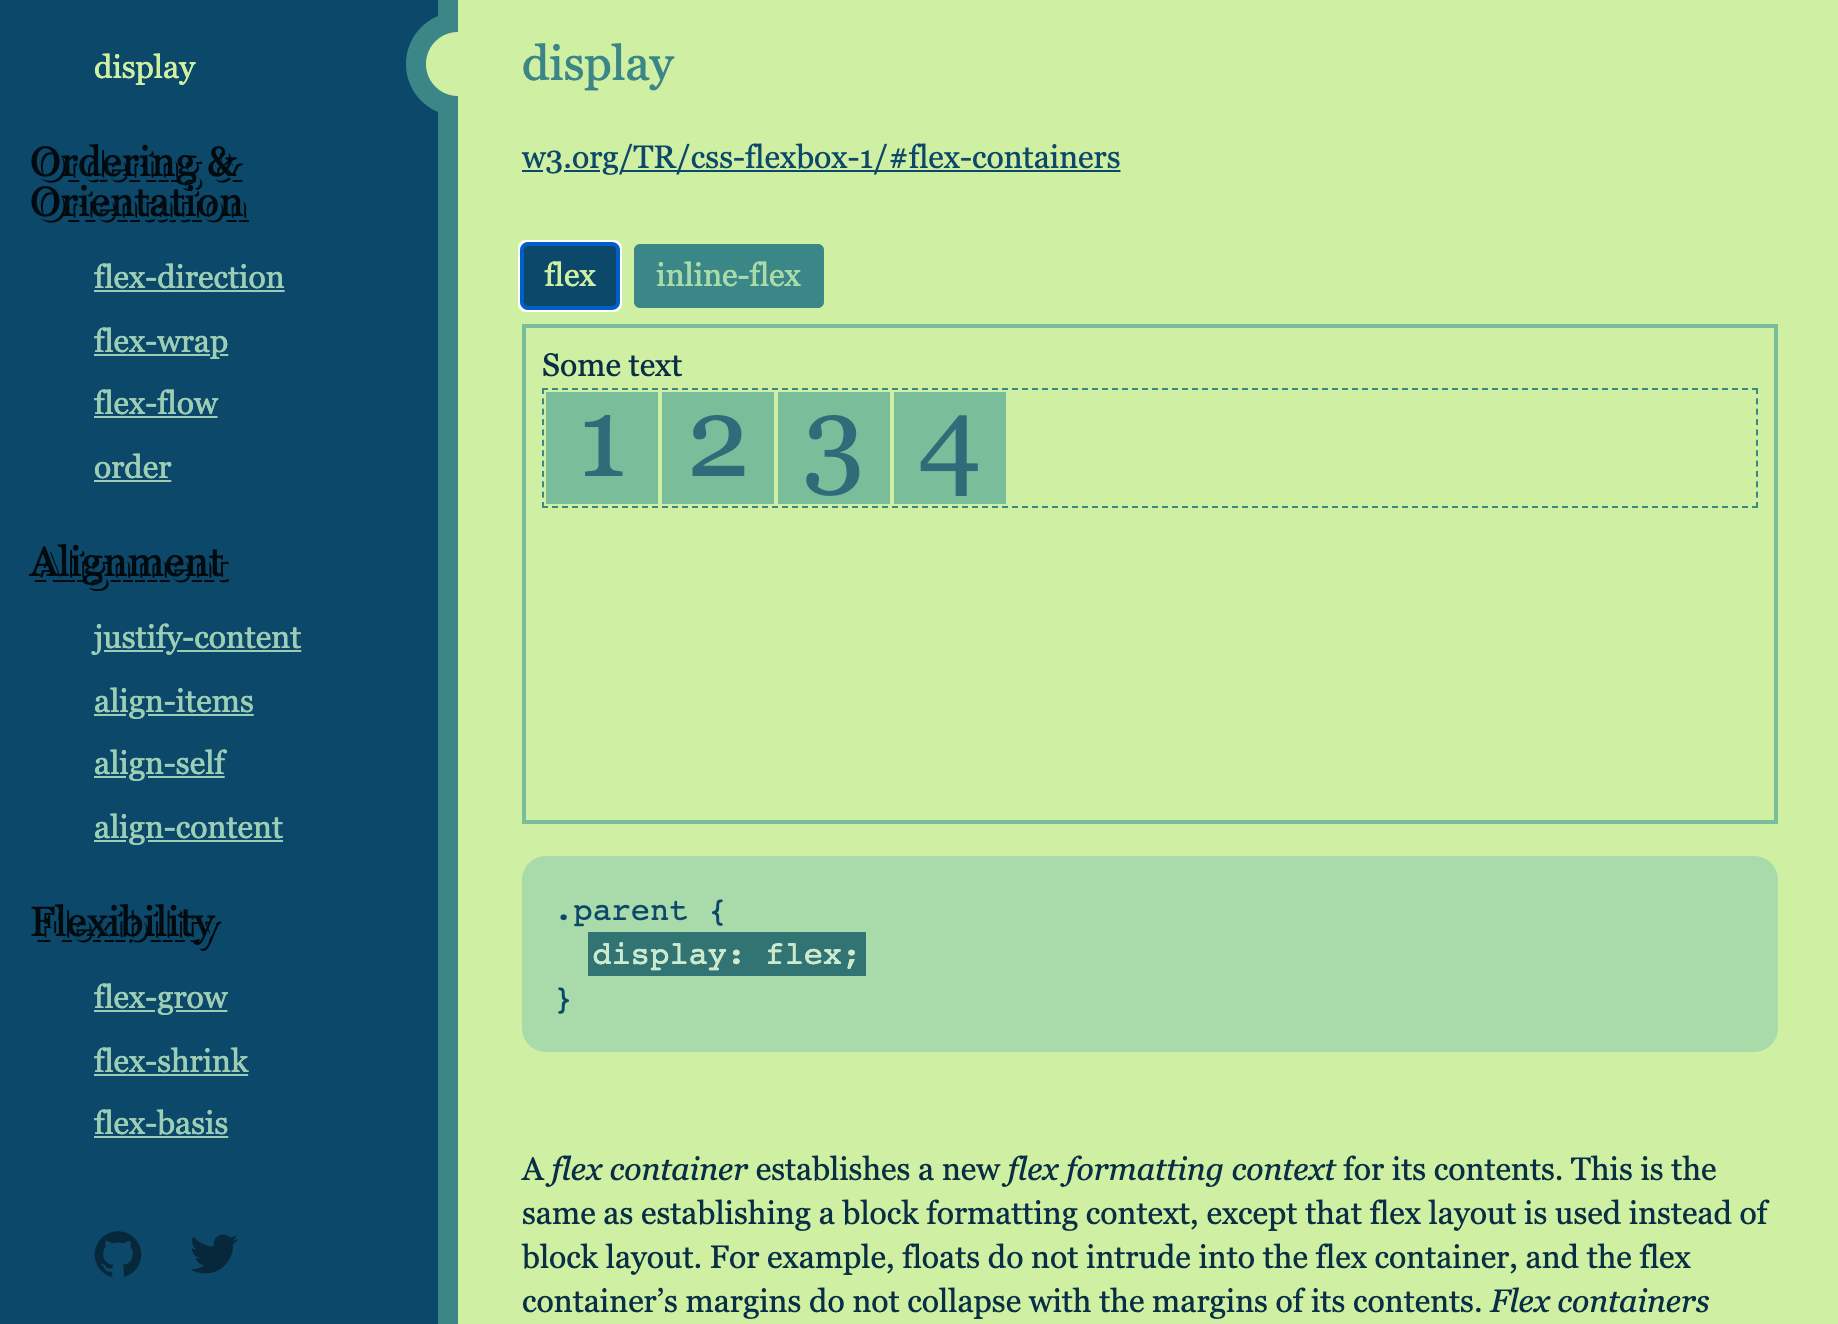 display
Ordering &
Orientation
flex-direction
flex-wrap
flex-flow
order
Alignment
justify-content
align-items
align-self
align-content
Flexibility
flex-grow
flex-shrink
flex-basis
display
w3.org/TR/css-flexbox-1/#flex-containers
flex inline-flex
Some text
1 2 3 4
.parent {
display: flex;
}
A flex container establishes a new flex formatting context for its contents. This is the
same as establishing a block formatting context, except that flex layout is used instead of
block layout. For example, floats do not intrude into the flex container, and the flex
container’s margins do not collapse with the margins of its contents. Flex containers